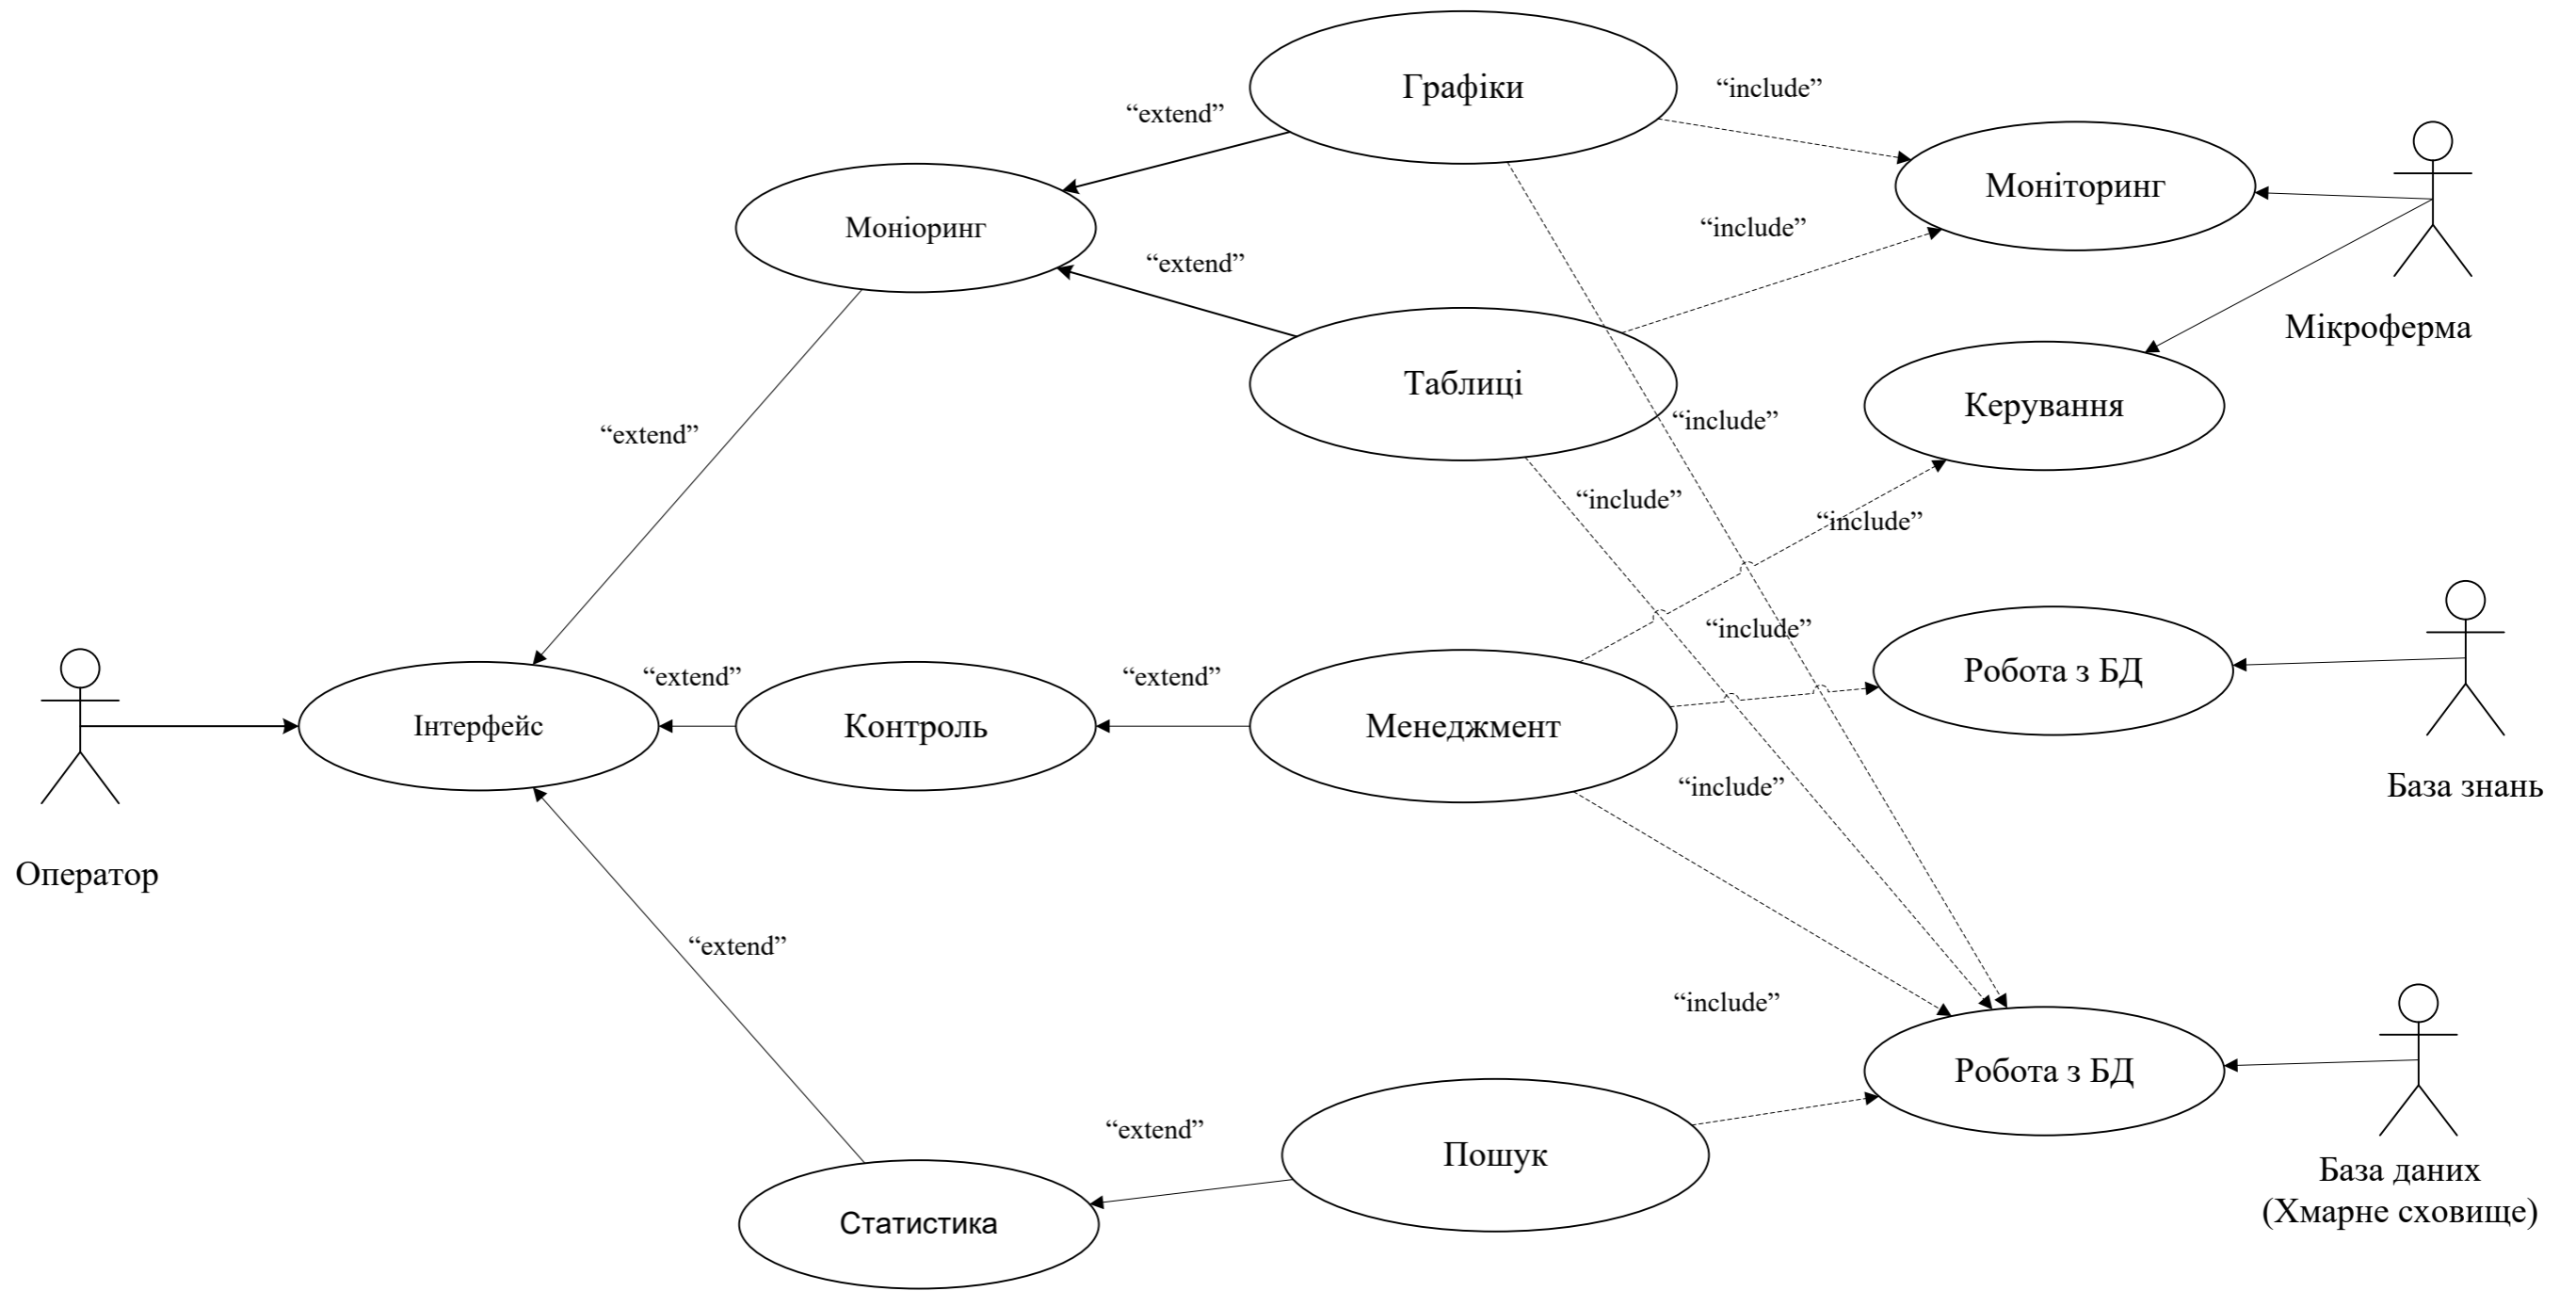 Графіки
“include”
“extend”
Моніторинг
Моніоринг
“include”
“extend”
Мікроферма
Таблиці
Керування
“include”
“extend”
“include”
“include”
“include”
Робота з БД
“extend”
“extend”
Інтерфейс
Контроль
Менеджмент
База знань
“include”
Оператор
“extend”
“include”
Робота з БД
“extend”
Пошук
База даних
(Хмарне сховище)
Статистика